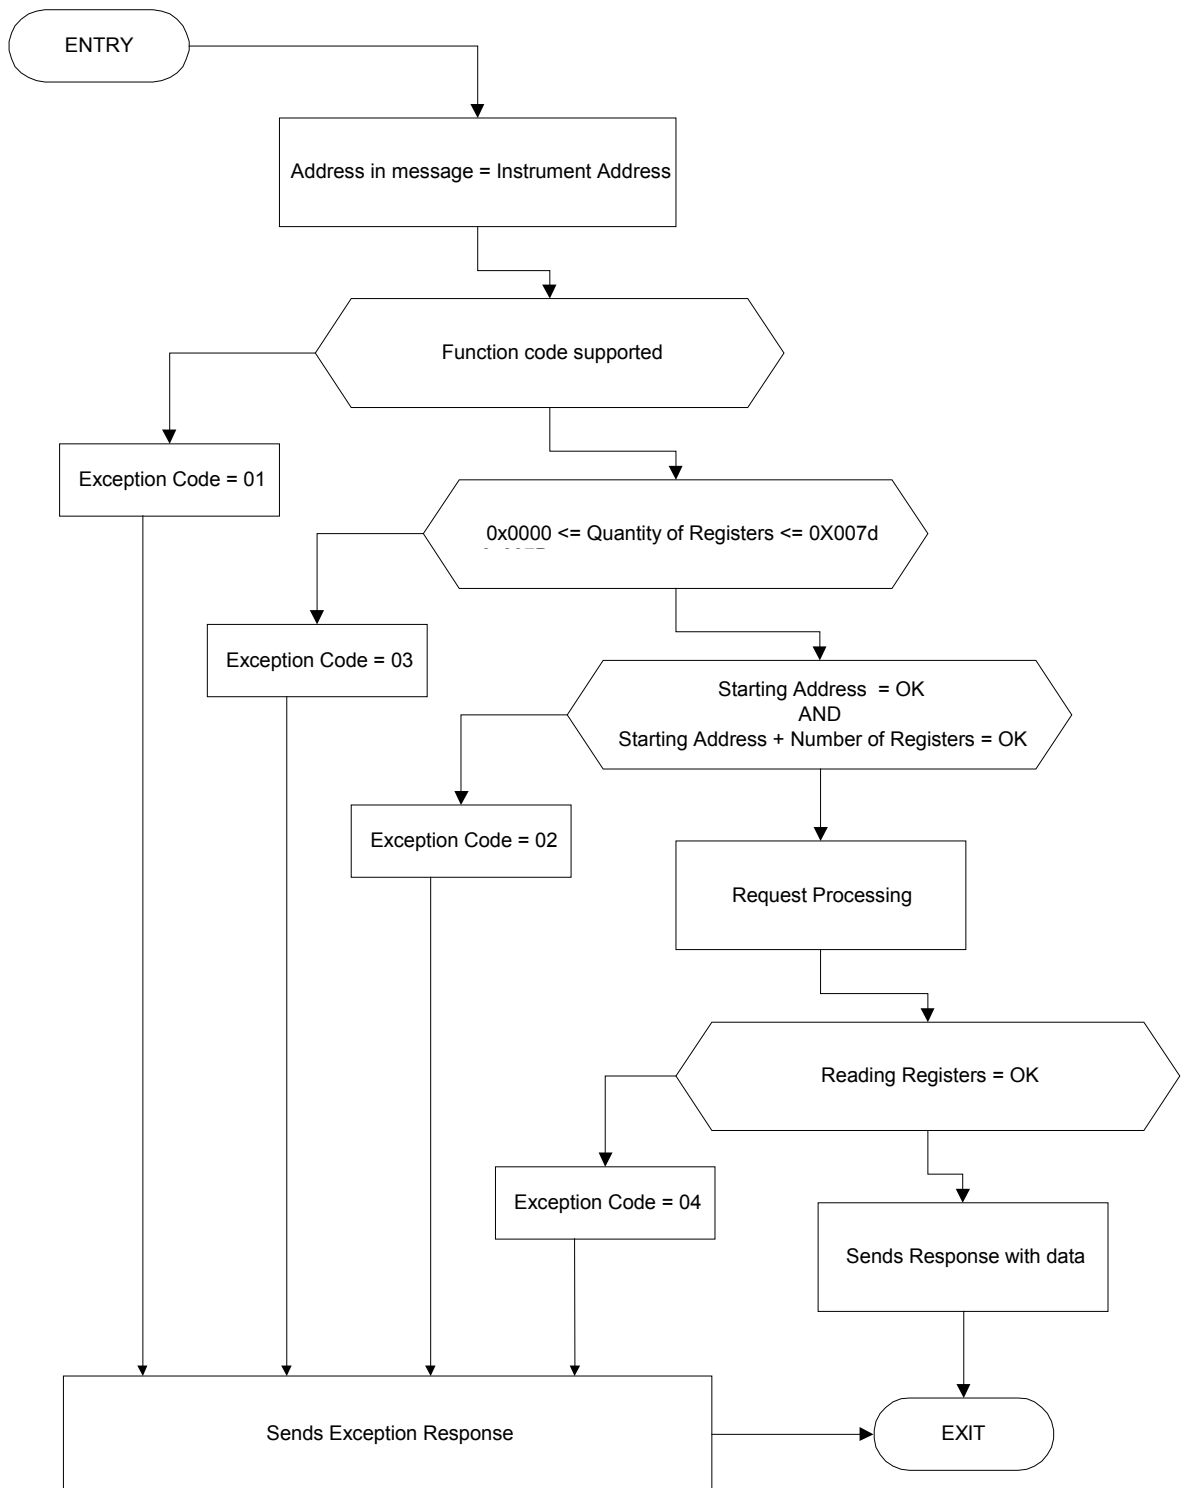 ENTRY
Address in message = Instrument Address
Function code supported
Exception Code = 01
0x0000 <= Quantity of Registers <= 0X007d
Exception Code = 03
Starting Address = OK
AND
Starting Address + Number of Registers = OK
Exception Code = 02
Request Processing
Reading Registers = OK
Exception Code = 04
Sends Response with data
Sends Exception Response
EXIT